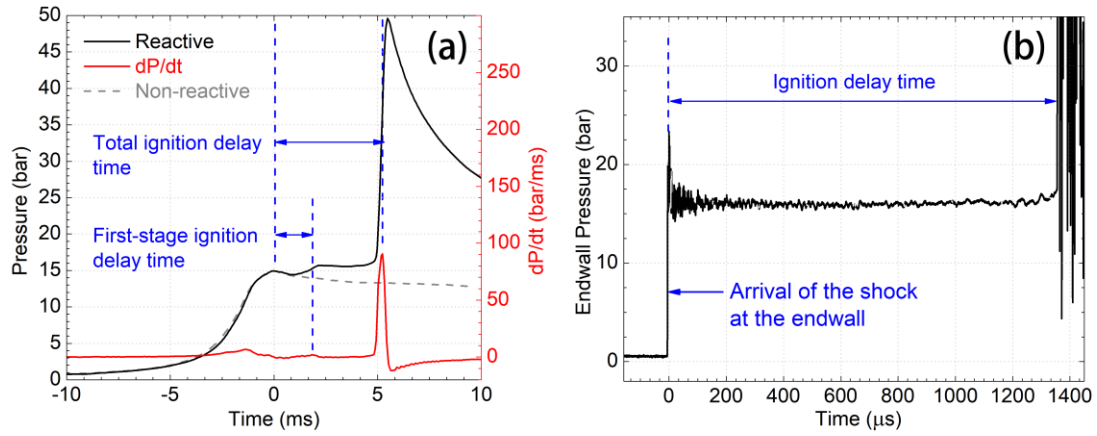 (a)
Reactive
dP/dt
Non-reactive
Total ignition delay
time
First-stage ignition
delay time
Pressure (bar)
50
45
40
35
30
25
20
15
10
5
0
-10
-5
0
5
10
Time (ms)
dP/dt (bar/ms)
250
200
150
100
50
0
(b)
Ignition delay time
Arrival of the shock
at the endwall
Endwall Pressure (bar)
30
20
10
0
0
200
400
600
800
1000
1200
1400
Time (μs)